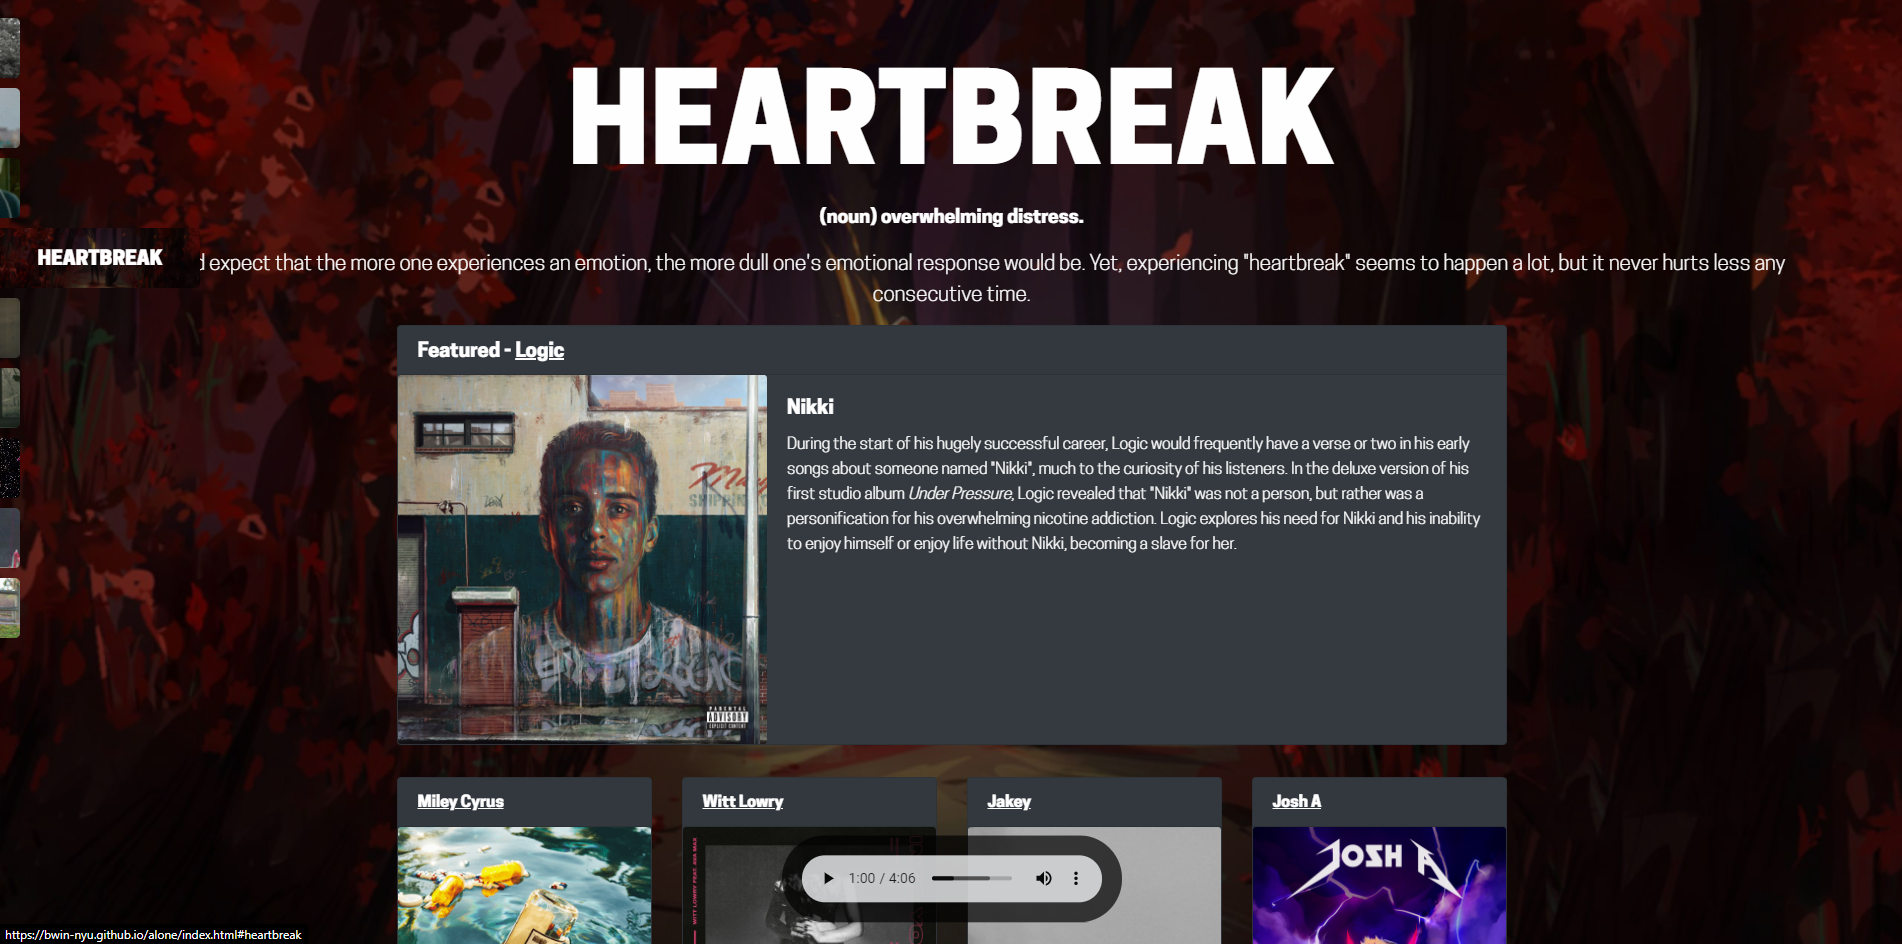 HEARTBREAK
(noun) overwhelming distress.
HEARTBREAK
expect that the more one experiences an emotion, the more dull one's emotional response would be. Yet, experiencing "heartbreak" seems to happen a lot, but it never hurts less any
consecutive time.
Featured - Logic
Nikki
During the start of his hugely successful career, Logic would frequently have a verse or two in his early
songs about someone named "Nikki", much to the curiosity of his listeners. In the deluxe version of his
first studio album Under Pressure, Logic revealed that "Nikki" was not a person, but rather was a
personification for his overwhelming nicotine addiction. Logic explores his need for Nikki and his inability
to enjoy himself or enjoy life without Nikki, becoming a slave for her.
PARENTAL
ADVISORY
EXPLICIT CONTENT
Miley Cyrus
Witt Lowry
Jakey
Josh A
WITT LOWRY FEAT. AVA MAX
JOSH A
1:00 / 4:06
https://bwin-nyu.github.io/alone/index.html#heartbreak